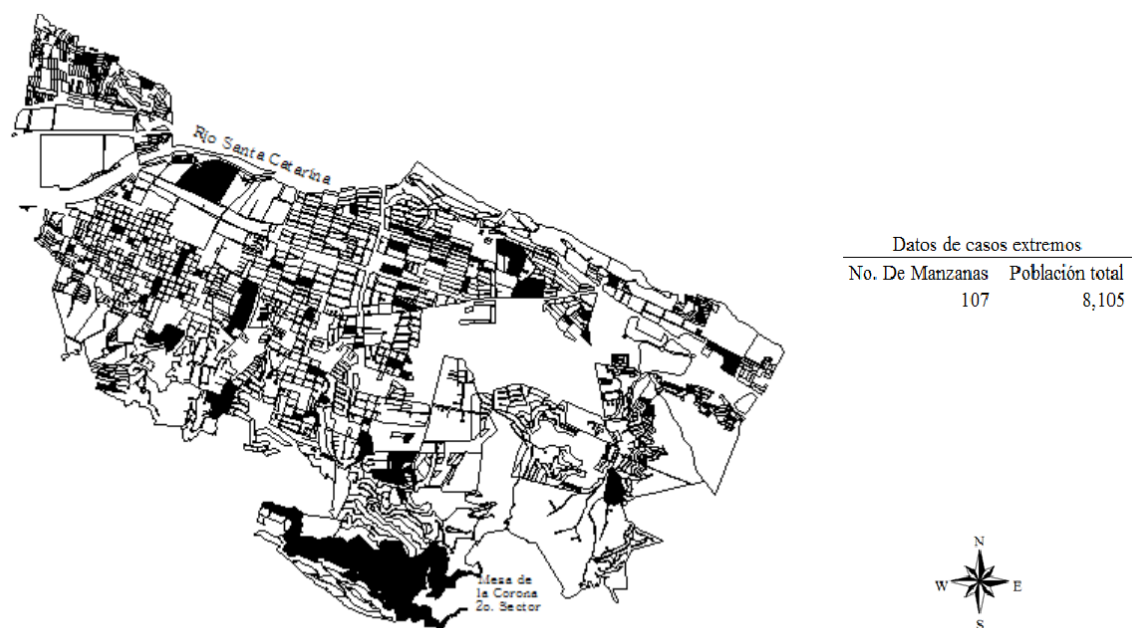 Rio Santa Catarina
Datos de casos extremos
No. De Manzanas Población total
107 8,105
Mesa de
la Corona
2o. Sector
N
W E
S